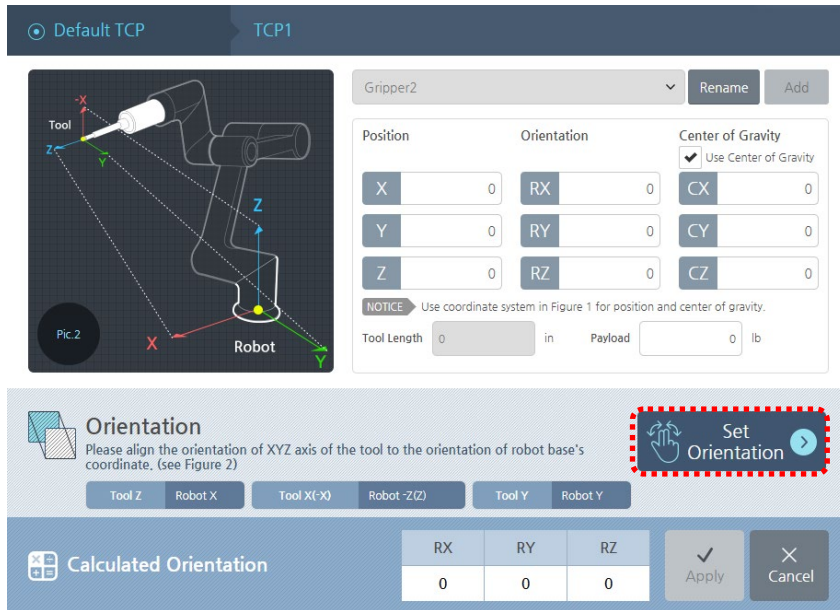 Default TCP TCP1
-X
Tool
Z
Y
Z
Pic.2
X
Robot
Y
Gripper2 Rename Add
Position Orientation Center of Gravity
Use Center of Gravity
X 0 RX 0 CX 0
Y 0 RY 0 CY 0
Z 0 RZ 0 CZ 0
NOTICE Use coordinate system in Figure 1 for position and center of gravity.
Tool Length 0 in Payload 0 lb
Orientation
Please align the orientation of XYZ axis of the tool to the orientation of robot base's
coordinate. (see Figure 2)
Set
Orientation
Tool Z Robot X Tool X(-X) Robot -Z(Z) Tool Y Robot Y
Calculated Orientation
RX RY RZ
0 0 0
Apply Cancel